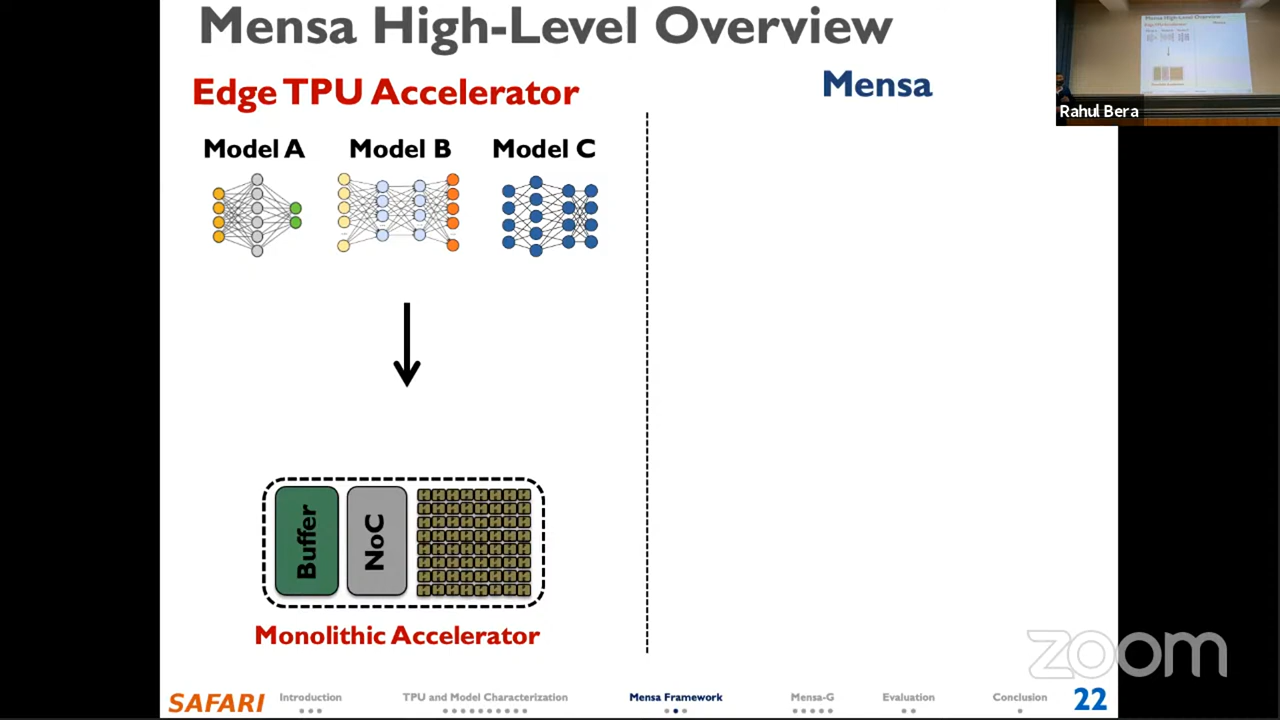 Mensa High-Level Overview
Edge TPU Accelerator
Mensa
Rahul Bera
Model A
Model B
Model C
Buffer
NoC
Monolithic Accelerator
zoom
SAFARI
Introduction
TPU and Model Characterization
Mensa Framework
Mensa-G
Evaluation
Conclusion
22